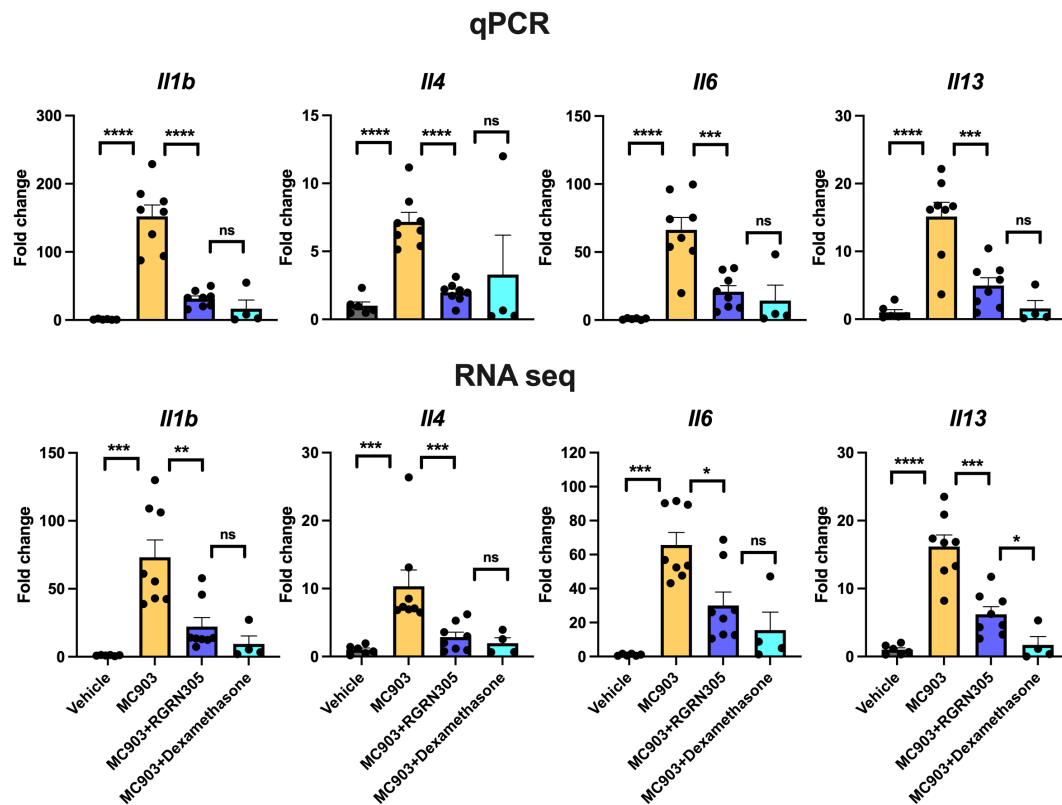 qPCR
Il1b Il4 Il6 Il13
Fold change
300
200
100
0
**** **** ns
Fold change
15
10
5
0
**** **** ns
Fold change
150
100
50
0
**** *** ns
Fold change
30
20
10
0
**** *** ns
RNA seq
Il1b Il4 Il6 Il13
Fold change
150
100
50
0
*** ** ns
Fold change
30
20
10
0
*** *** ns
Fold change
120
100
80
60
40
20
0
*** * ns
Fold change
30
20
10
0
**** *** *
Vehicle
MC903
MC903+RGRN305
MC903+Dexamethasone
Vehicle
MC903
MC903+RGRN305
MC903+Dexamethasone
Vehicle
MC903
MC903+RGRN305
MC903+Dexamethasone
Vehicle
MC903
MC903+RGRN305
MC903+Dexamethasone